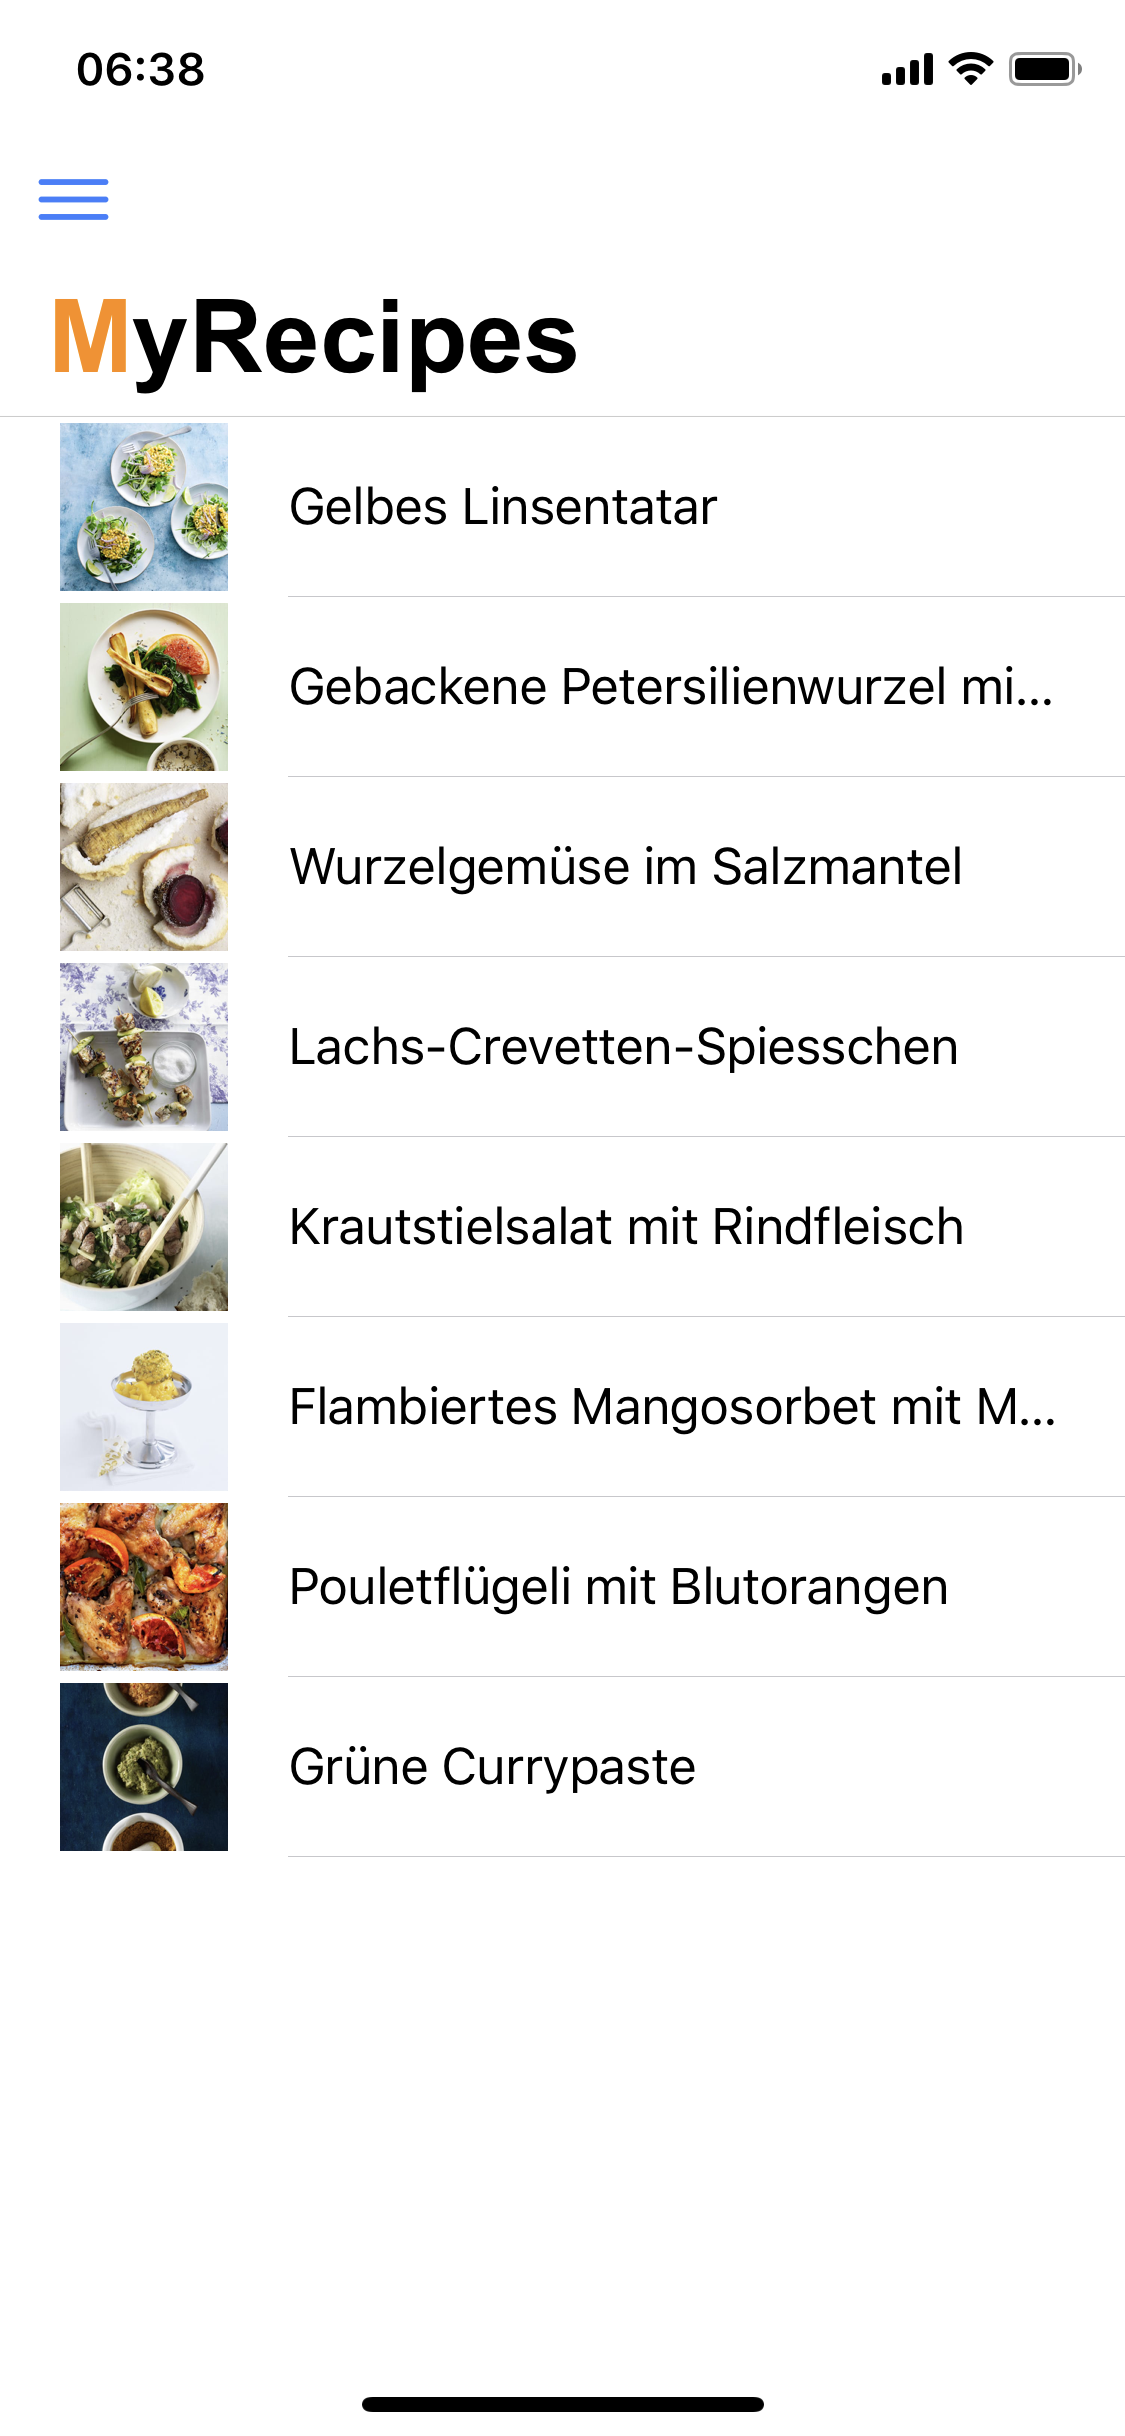 06:38
MyRecipes
Gelbes Linsentatar
Gebackene Petersilienwurzel mi...
Wurzelgemüse im Salzmantel
Lachs-Crevetten-Spiesschen
Krautstielsalat mit Rindfleisch
Flambiertes Mangosorbet mit M...
Pouletflügeli mit Blutorangen
Grüne Currypaste